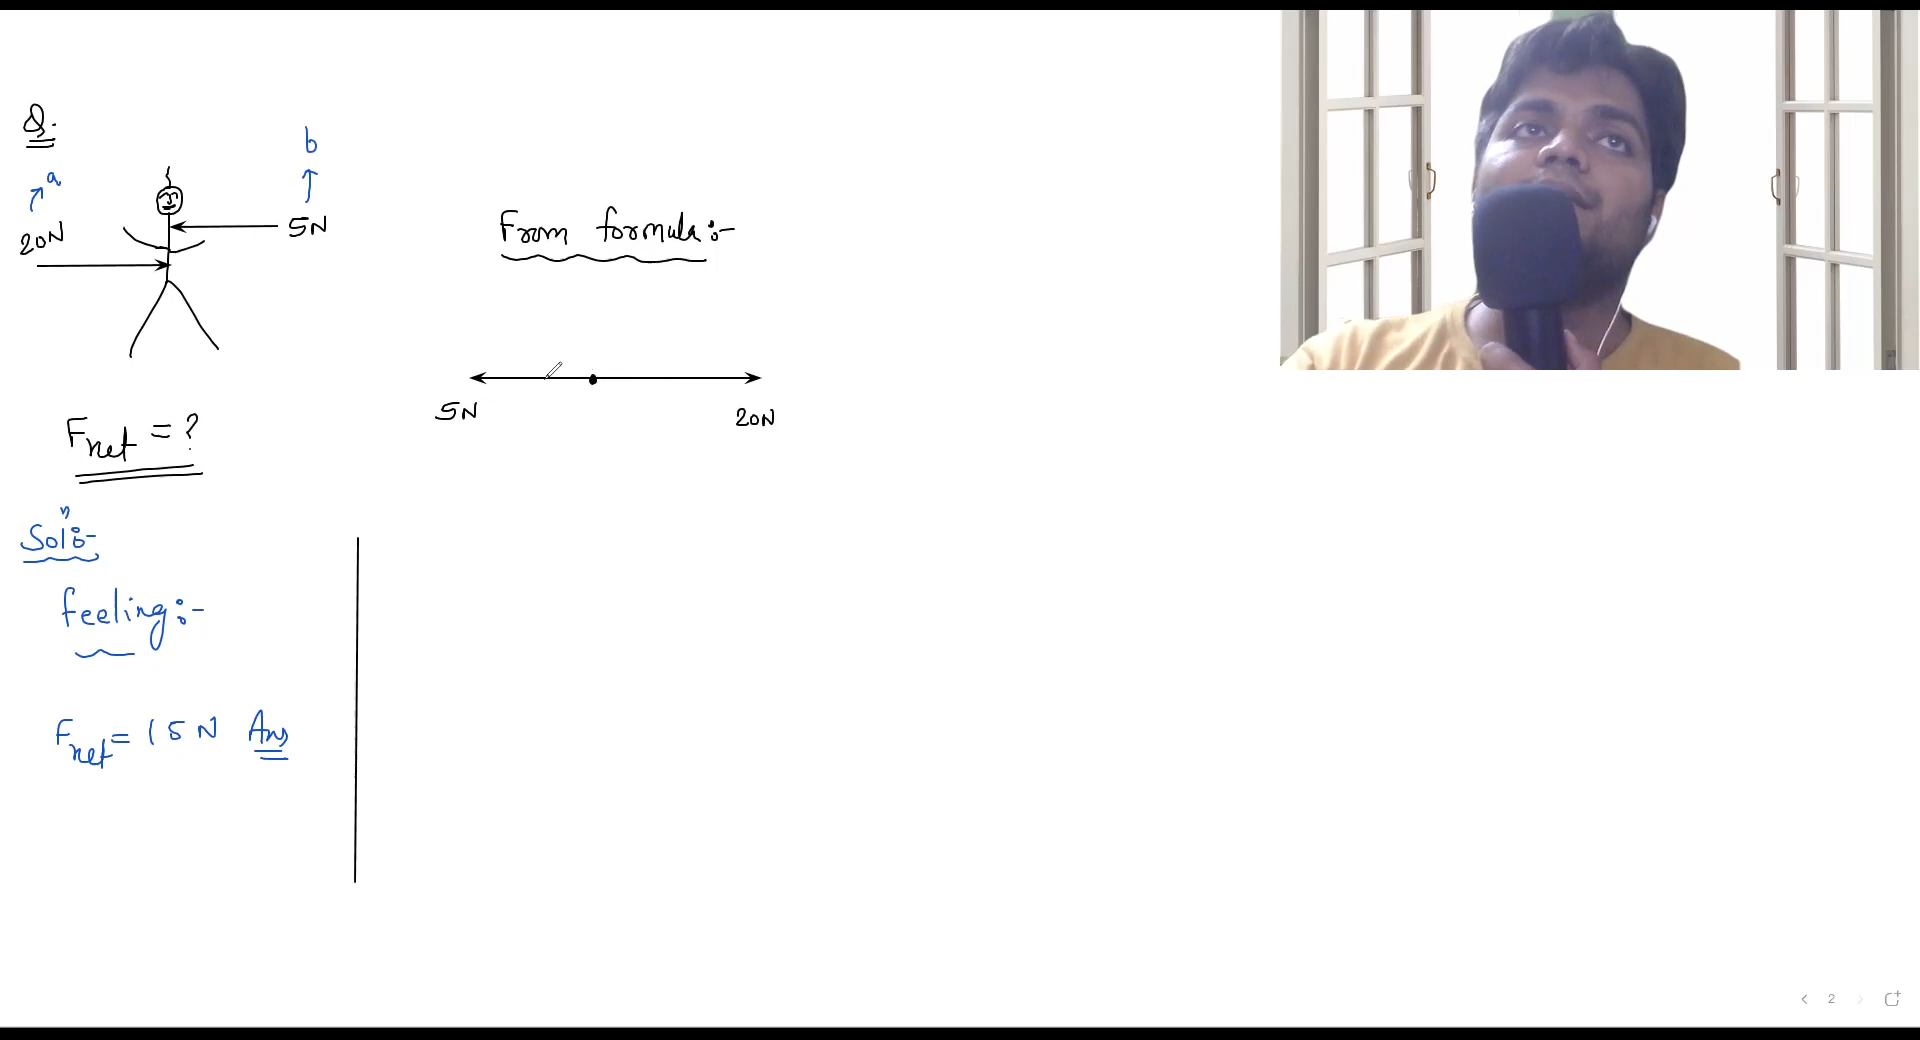 Q.
a
20N
b
5N
Fnet = ?
Soln:-
feeling:-
Fnet = 15 N Ans
From formula:-
5N
20N
2